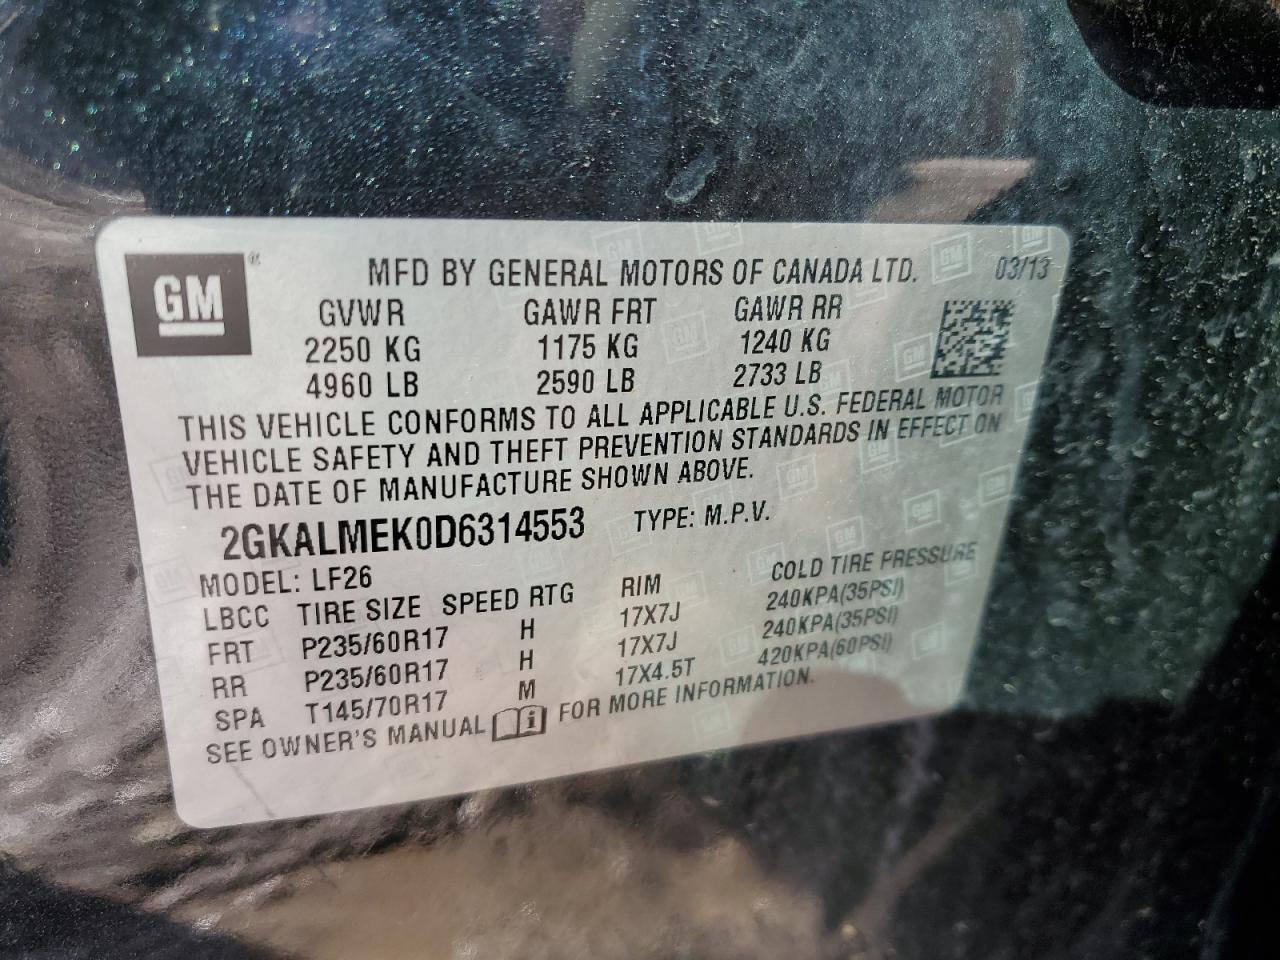 GM ®
MFD BY GENERAL MOTORS OF CANADA LTD. 03/13
GVWR GAWR FRT GAWR RR
2250 KG 1175 KG 1240 KG
4960 LB 2590 LB 2733 LB
THIS VEHICLE CONFORMS TO ALL APPLICABLE U.S. FEDERAL MOTOR
VEHICLE SAFETY AND THEFT PREVENTION STANDARDS IN EFFECT ON
THE DATE OF MANUFACTURE SHOWN ABOVE.
2GKALMEK0D6314553 TYPE: M.P.V.
MODEL: LF26
LBCC TIRE SIZE SPEED RTG RIM COLD TIRE PRESSURE
FRT P235/60R17 H 17X7J 240KPA(35PSI)
RR P235/60R17 H 17X7J 240KPA(35PSI)
SPA T145/70R17 M 17X4.5T 420KPA(60PSI)
SEE OWNER'S MANUAL FOR MORE INFORMATION.